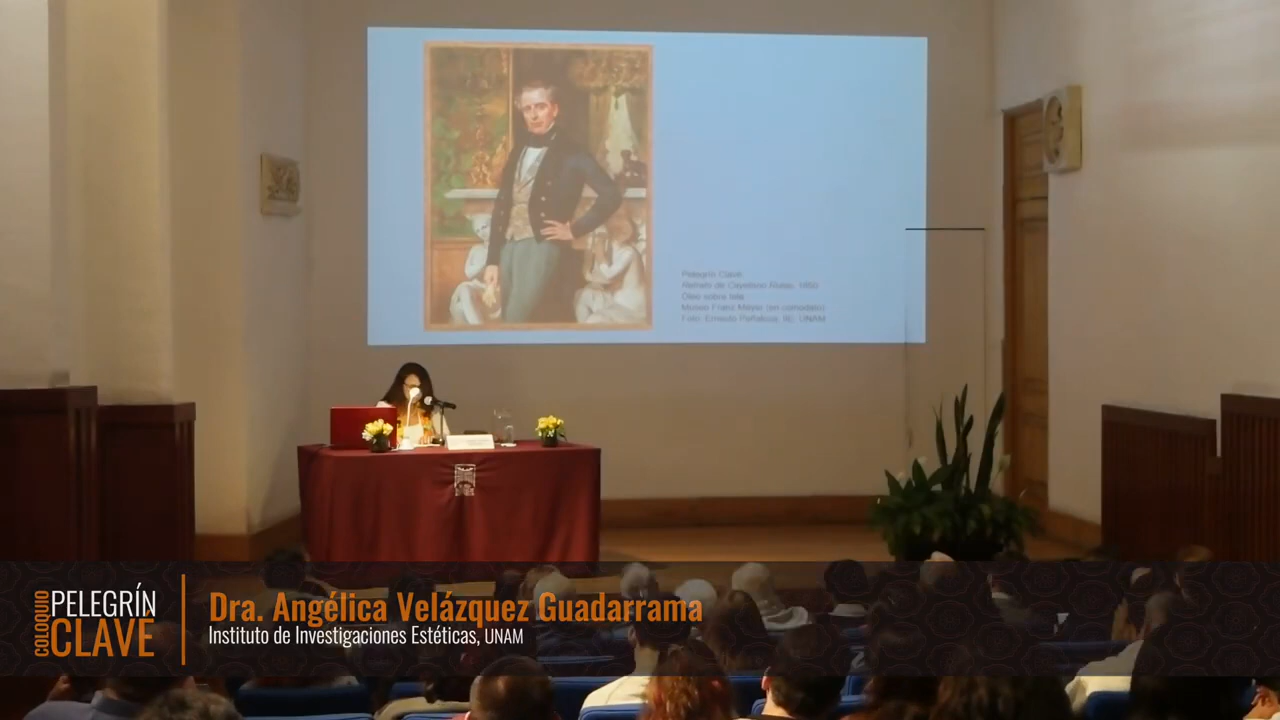 Pelegrín Clavé,
Retrato de Cayetano Rubio, 1850
Óleo sobre tela
Museo Franz Mayer (en comodato)
Foto: Ernesto Peñaloza, IIE- UNAM
COLOQUIO
PELEGRÍN
CLAVÉ
Dra. Angélica Velázquez Guadarrama
Instituto de Investigaciones Estéticas, UNAM